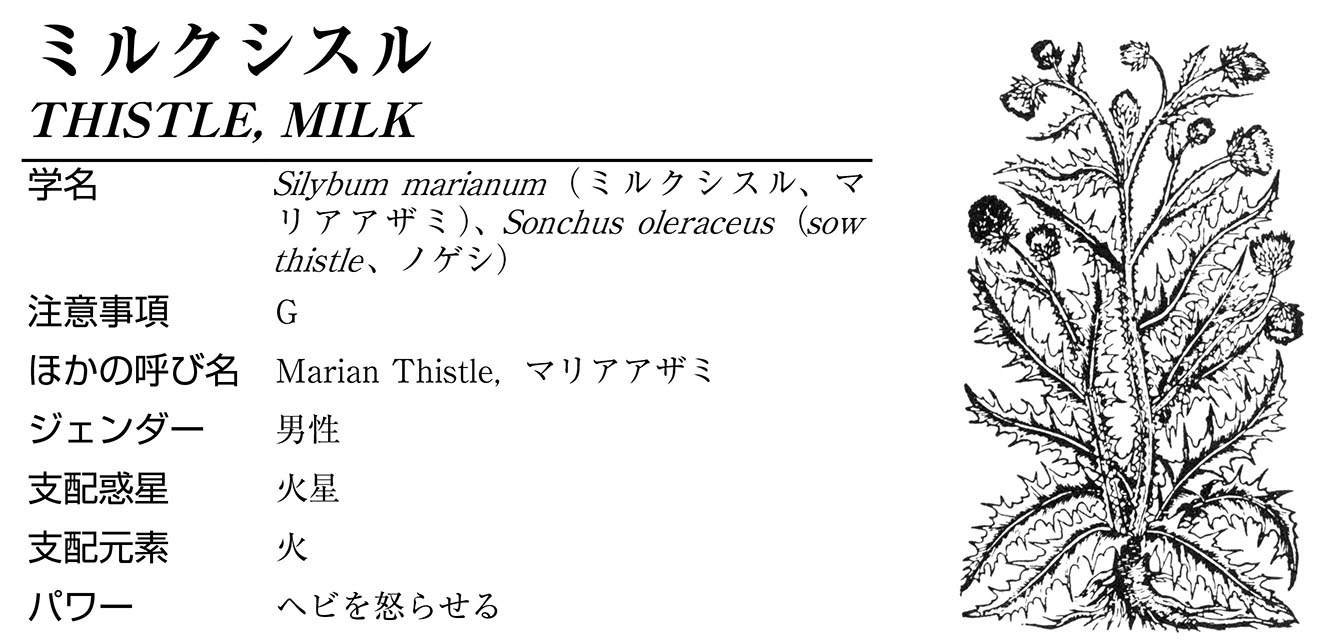 ミルクシスル
THISTLE, MILK
学名 Silybum marianum（ミルクシスル、マ
リアアザミ）、Sonchus oleraceus（sow
thistle、ノゲシ）
注意事項 G
ほかの呼び名 Marian Thistle, マリアアザミ
ジェンダー 男性
支配惑星 火星
支配元素 火
パワー ヘビを怒らせる